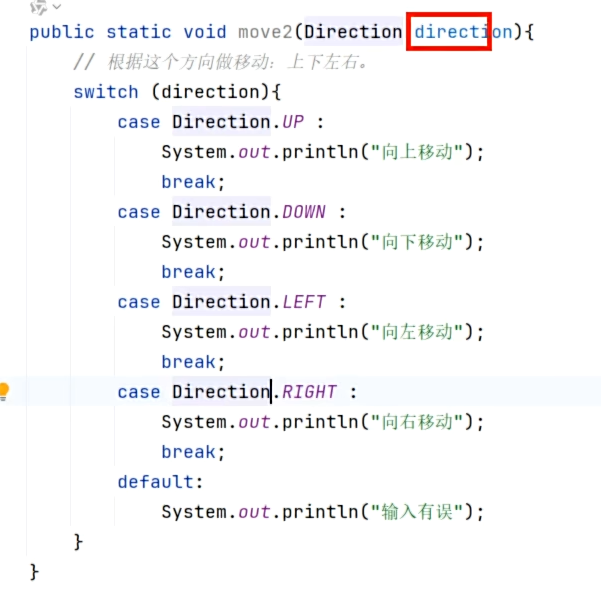 public static void move2(Direction direction){
// 根据这个方向做移动：上下左右。
switch (direction){
case Direction.UP :
System.out.println("向上移动");
break;
case Direction.DOWN :
System.out.println("向下移动");
break;
case Direction.LEFT :
System.out.println("向左移动");
break;
case Direction.RIGHT :
System.out.println("向右移动");
break;
default:
System.out.println("输入有误");
}
}